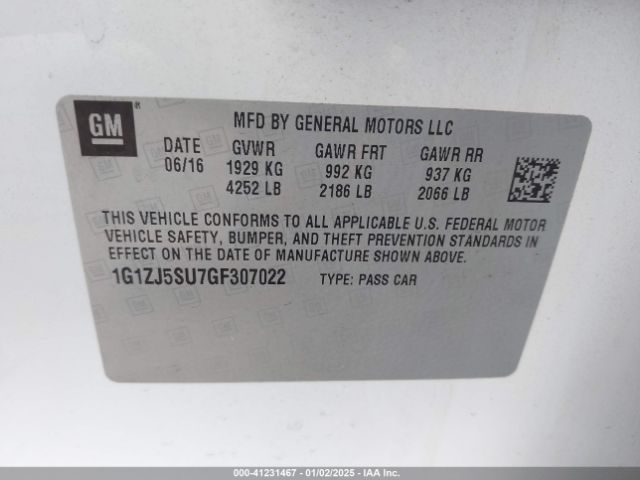 GM
MFD BY GENERAL MOTORS LLC
DATE GVWR GAWR FRT GAWR RR
06/16 1929 KG 992 KG 937 KG
4252 LB 2186 LB 2066 LB
THIS VEHICLE CONFORMS TO ALL APPLICABLE U.S. FEDERAL MOTOR
VEHICLE SAFETY, BUMPER, AND THEFT PREVENTION STANDARDS IN
EFFECT ON THE DATE OF MANUFACTURE SHOWN ABOVE.
1G1ZJ5SU7GF307022 TYPE: PASS CAR
000-41231467 - 01/02/2025 - IAAI.COM